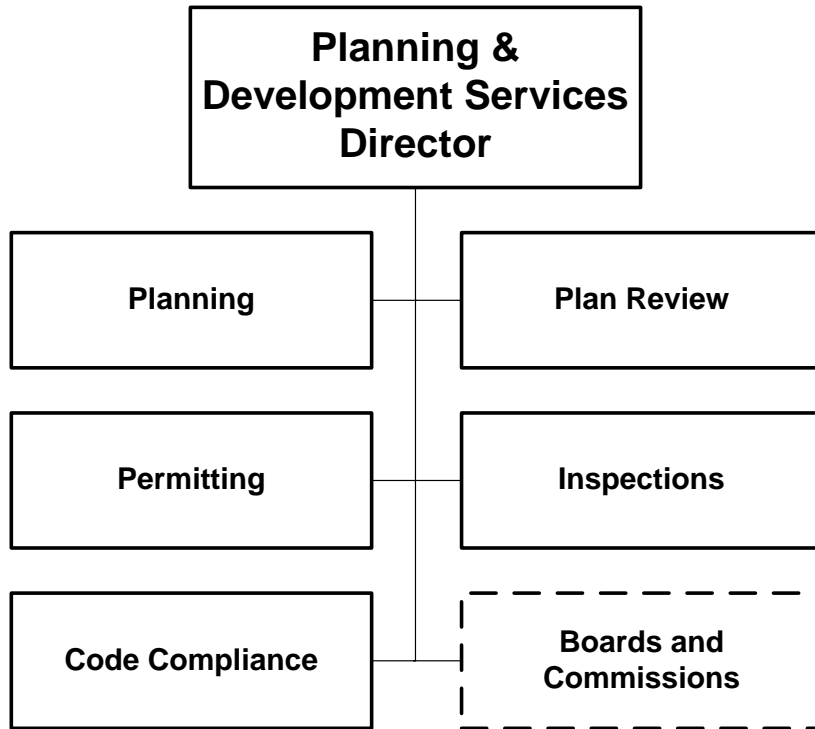 Planning &
Development Services
Director
Planning
Plan Review
Permitting
Inspections
Code Compliance
Boards and
Commissions